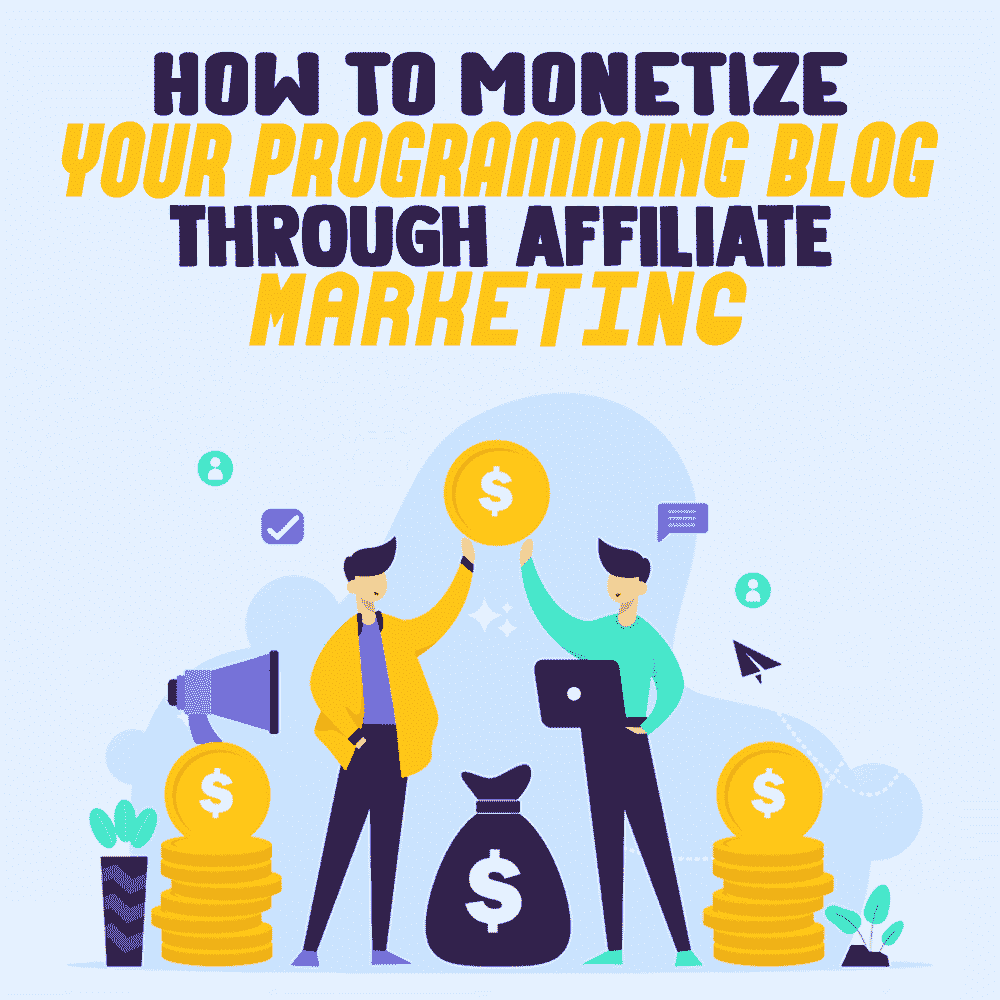 HOW TO MONETIZE
YOUR PROGRAMMING BLOG
THROUGH AFFILIATE
MARKETING
$
$
$
$